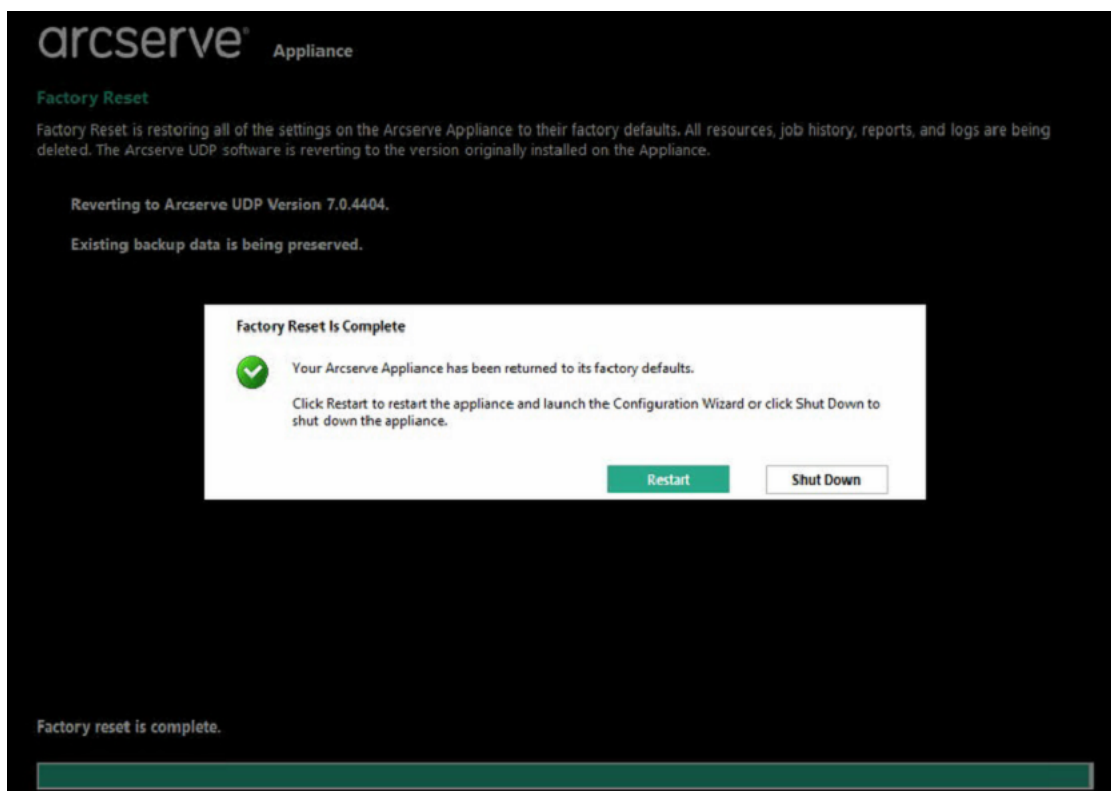 arcserve® Appliance
Factory Reset
Factory Reset is restoring all of the settings on the Arcserve Appliance to their factory defaults. All resources, job history, reports, and logs are being
deleted. The Arcserve UDP software is reverting to the version originally installed on the Appliance.
Reverting to Arcserve UDP Version 7.0.4404.
Existing backup data is being preserved.
Factory Reset Is Complete
Your Arcserve Appliance has been returned to its factory defaults.
Click Restart to restart the appliance and launch the Configuration Wizard or click Shut Down to
shut down the appliance.
Restart Shut Down
Factory reset is complete.